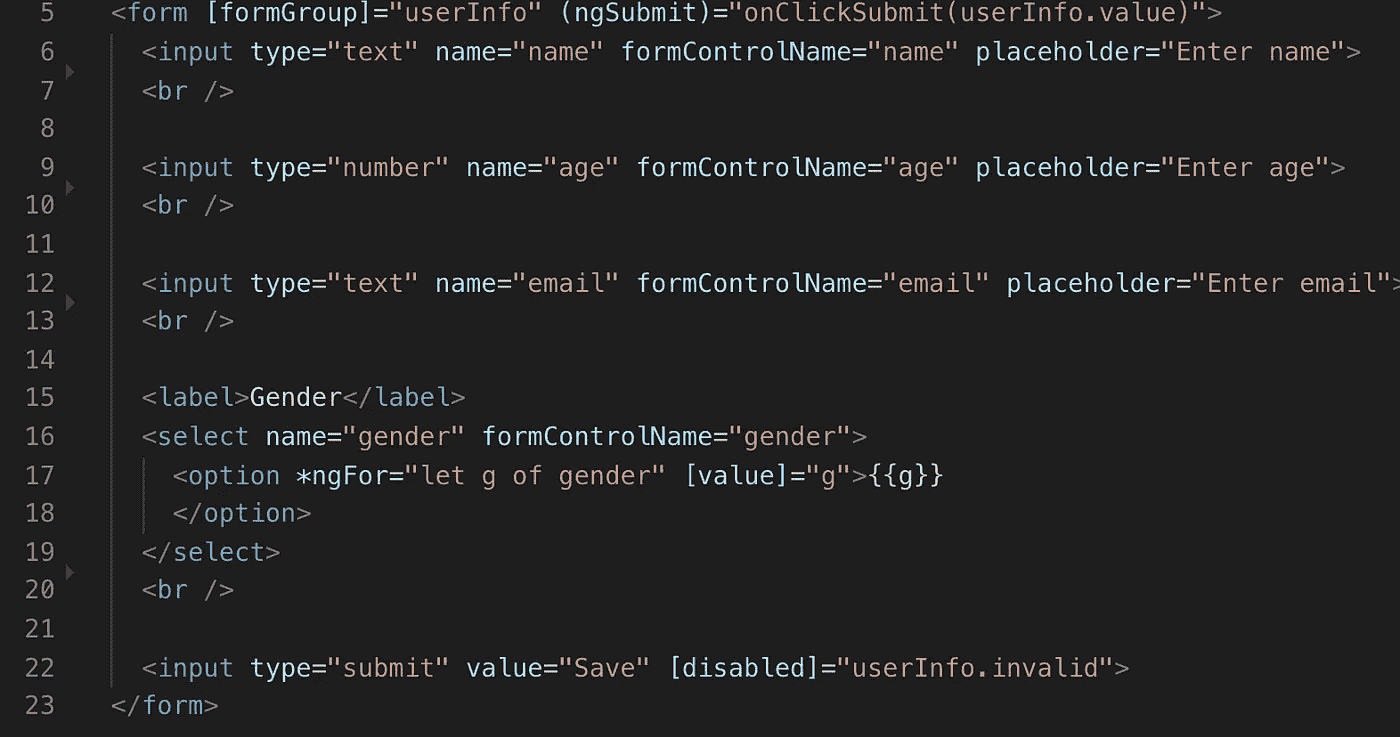 5 <form [formGroup]="userInfo" (ngSubmit)="onClickSubmit(userInfo.value)">
6 <input type="text" name="name" formControlName="name" placeholder="Enter name">
7 <br />
8
9 <input type="number" name="age" formControlName="age" placeholder="Enter age">
10 <br />
11
12 <input type="text" name="email" formControlName="email" placeholder="Enter email">
13 <br />
14
15 <label>Gender</label>
16 <select name="gender" formControlName="gender">
17 <option *ngFor="let g of gender" [value]="g">{{g}}
18 </option>
19 </select>
20 <br />
21
22 <input type="submit" value="Save" [disabled]="userInfo.invalid">
23 </form>